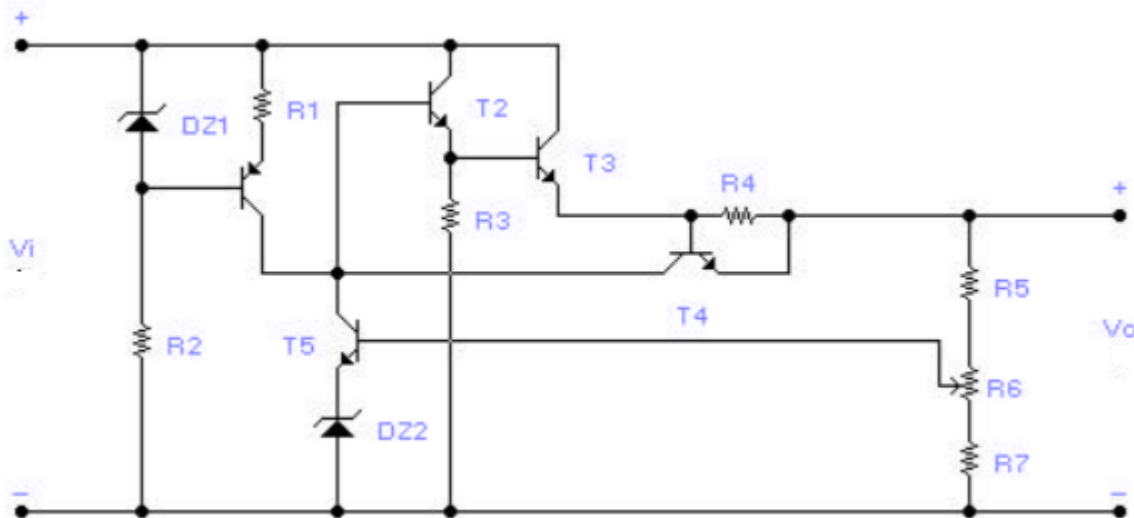 +
+
R1
T2
DZ1
T3
R4
+
R3
Vi
R5
T4
R2
T5
Vo
R6
DZ2
R7
−
−